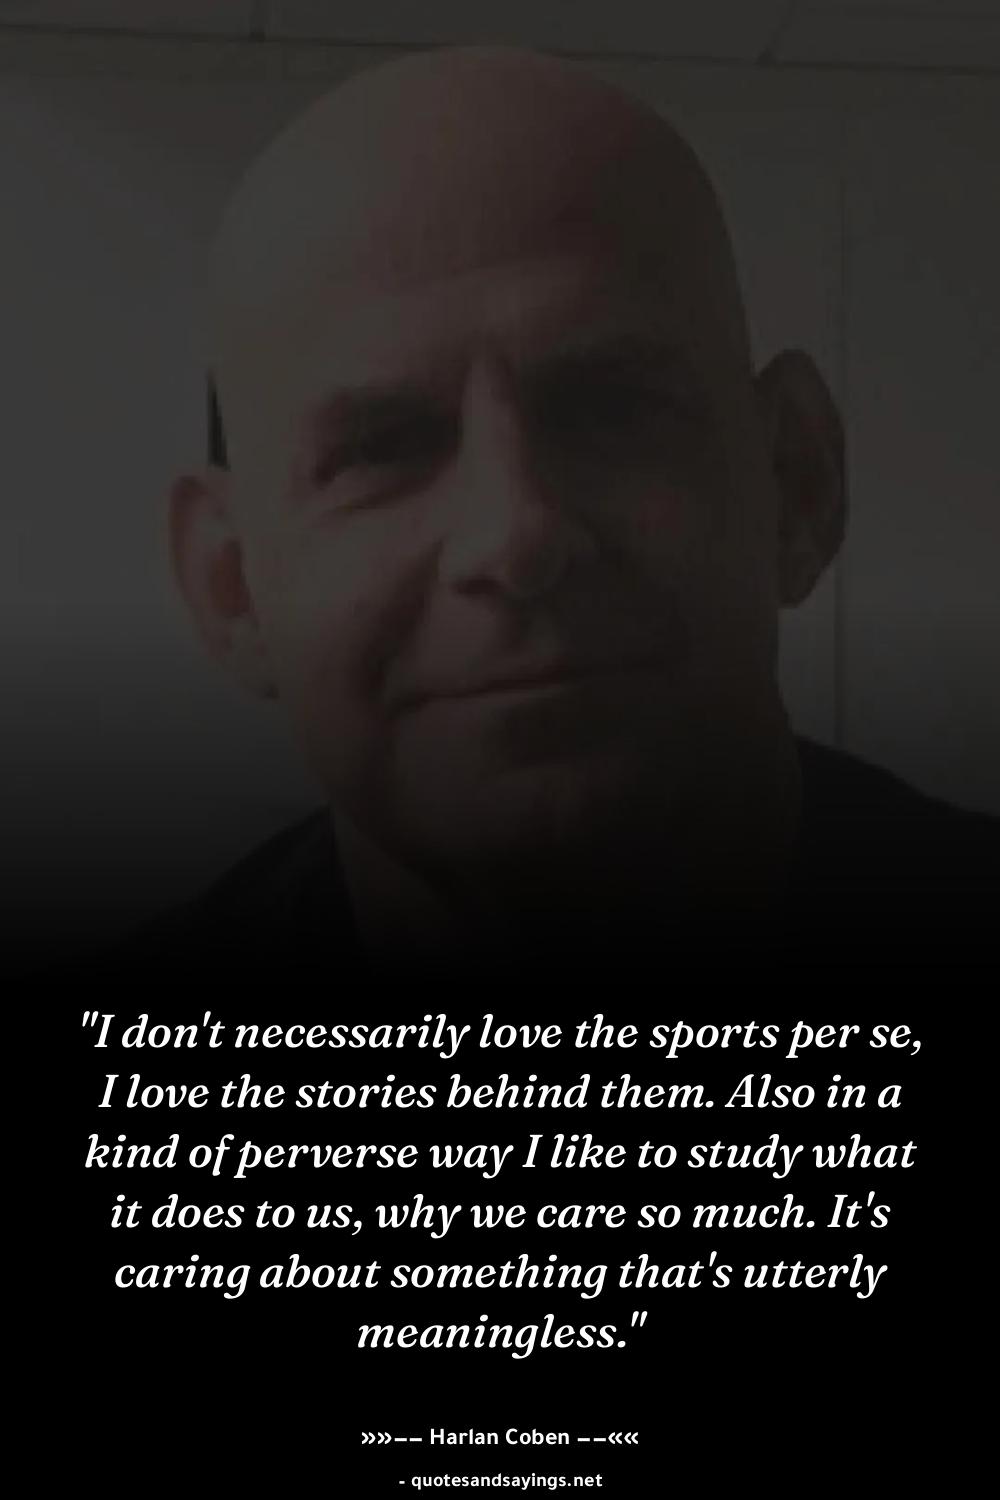 "I don't necessarily love the sports per se,
I love the stories behind them. Also in a
kind of perverse way I like to study what
it does to us, why we care so much. It's
caring about something that's utterly
meaningless."
»»−− Harlan Coben −−««
- quotesandsayings.net